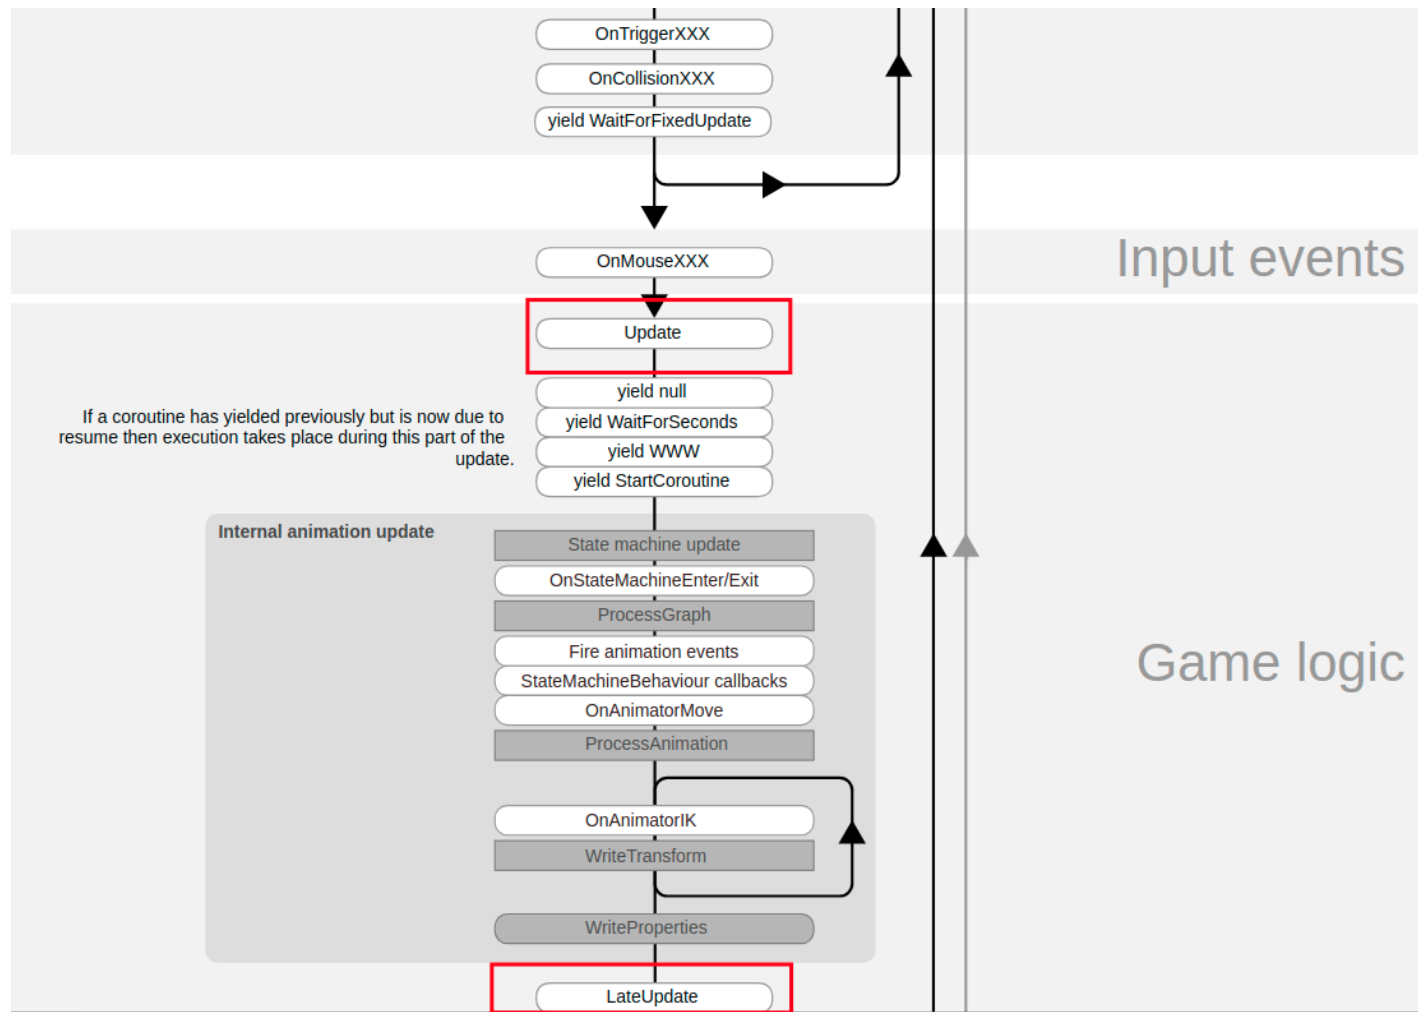 OnTriggerXXX
OnCollisionXXX
yield WaitForFixedUpdate
OnMouseXXX
Input events
Update
yield null
If a coroutine has yielded previously but is now due to
resume then execution takes place during this part of the
update.
yield WaitForSeconds
yield WWW
yield StartCoroutine
Internal animation update
State machine update
OnStateMachineEnter/Exit
ProcessGraph
Fire animation events
Game logic
StateMachineBehaviour callbacks
OnAnimatorMove
ProcessAnimation
OnAnimatorIK
WriteTransform
WriteProperties
LateUpdate